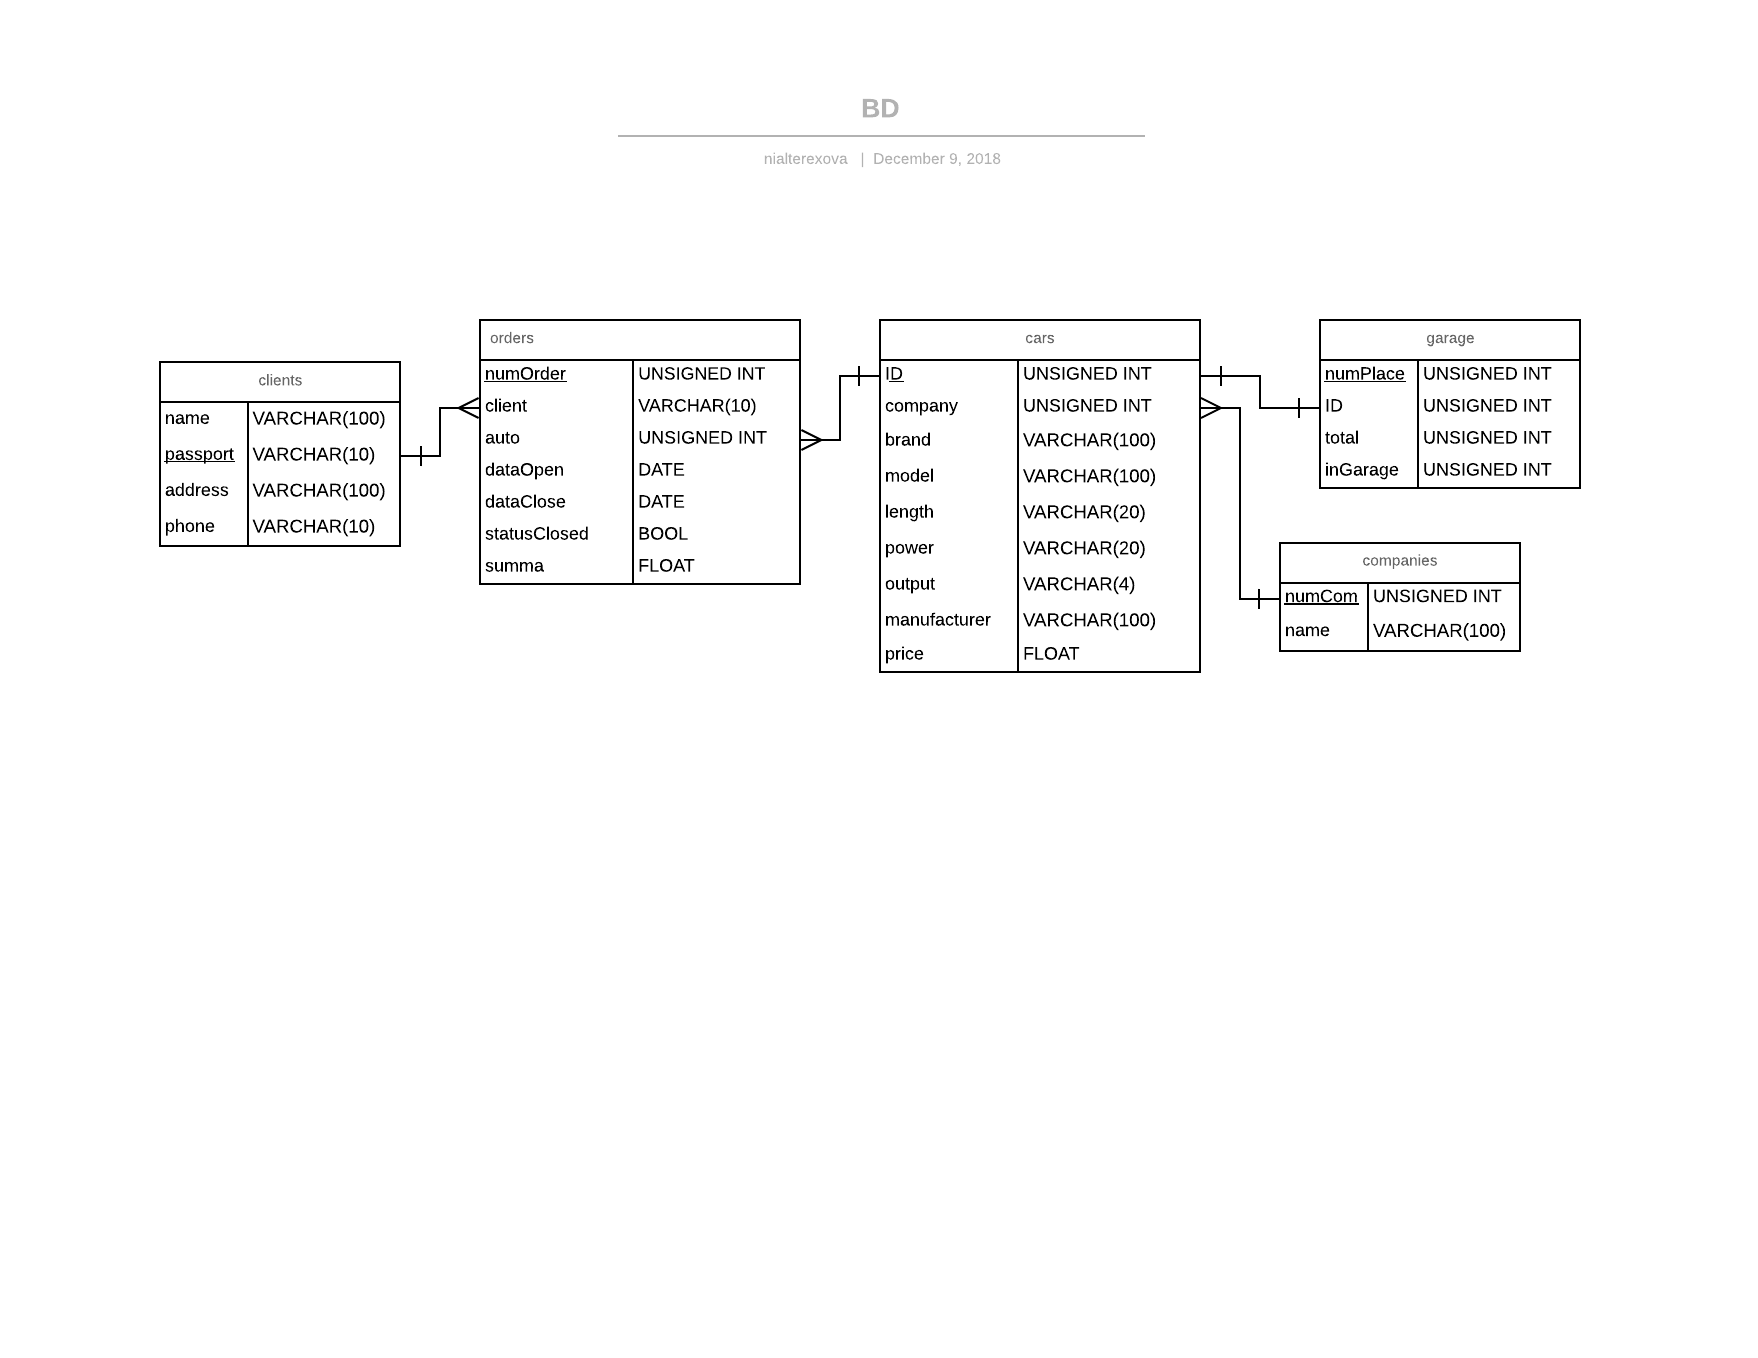 BD
nialterexova | December 9, 2018
clients
name VARCHAR(100)
passport VARCHAR(10)
address VARCHAR(100)
phone VARCHAR(10)
orders
numOrder UNSIGNED INT
client VARCHAR(10)
auto UNSIGNED INT
dataOpen DATE
dataClose DATE
statusClosed BOOL
summa FLOAT
cars
ID UNSIGNED INT
company UNSIGNED INT
brand VARCHAR(100)
model VARCHAR(100)
length VARCHAR(20)
power VARCHAR(20)
output VARCHAR(4)
manufacturer VARCHAR(100)
price FLOAT
garage
numPlace UNSIGNED INT
ID UNSIGNED INT
total UNSIGNED INT
inGarage UNSIGNED INT
companies
numCom UNSIGNED INT
name VARCHAR(100)